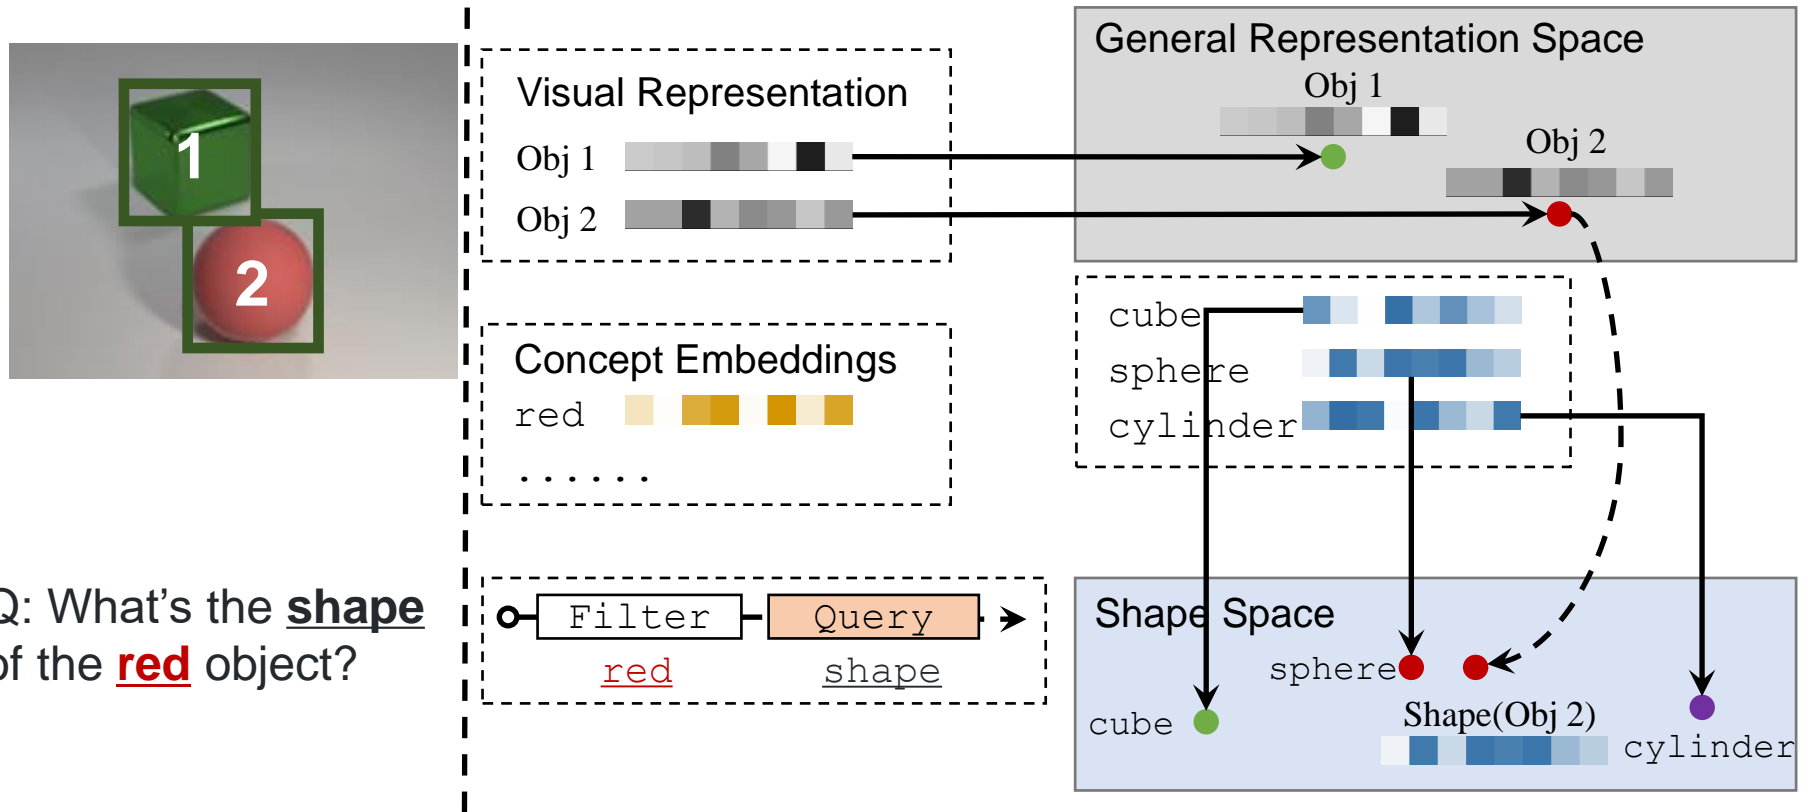 1
2
Q: What's the shape
of the red object?
Visual Representation
Obj 1
Obj 2
Concept Embeddings
red
......
Filter
Query
red
shape
General Representation Space
Obj 1
Obj 2
cube
sphere
cylinder
Shape Space
sphere
Shape(Obj 2)
cube
cylinder